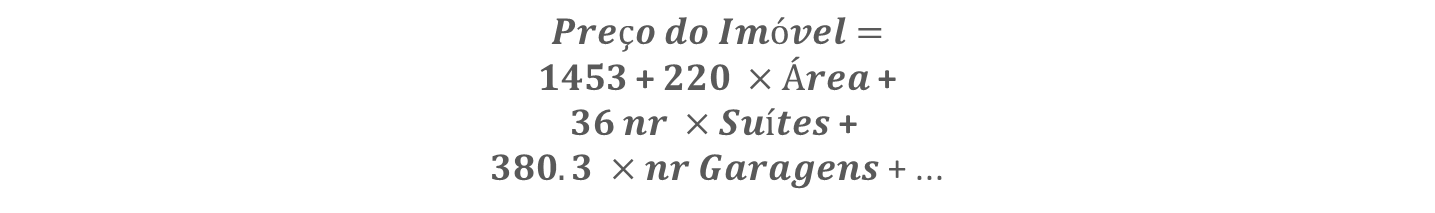 Preço do Imóvel =
1453 + 220 × Área +
36 nr × Suítes +
380.3 × nr Garagens + …